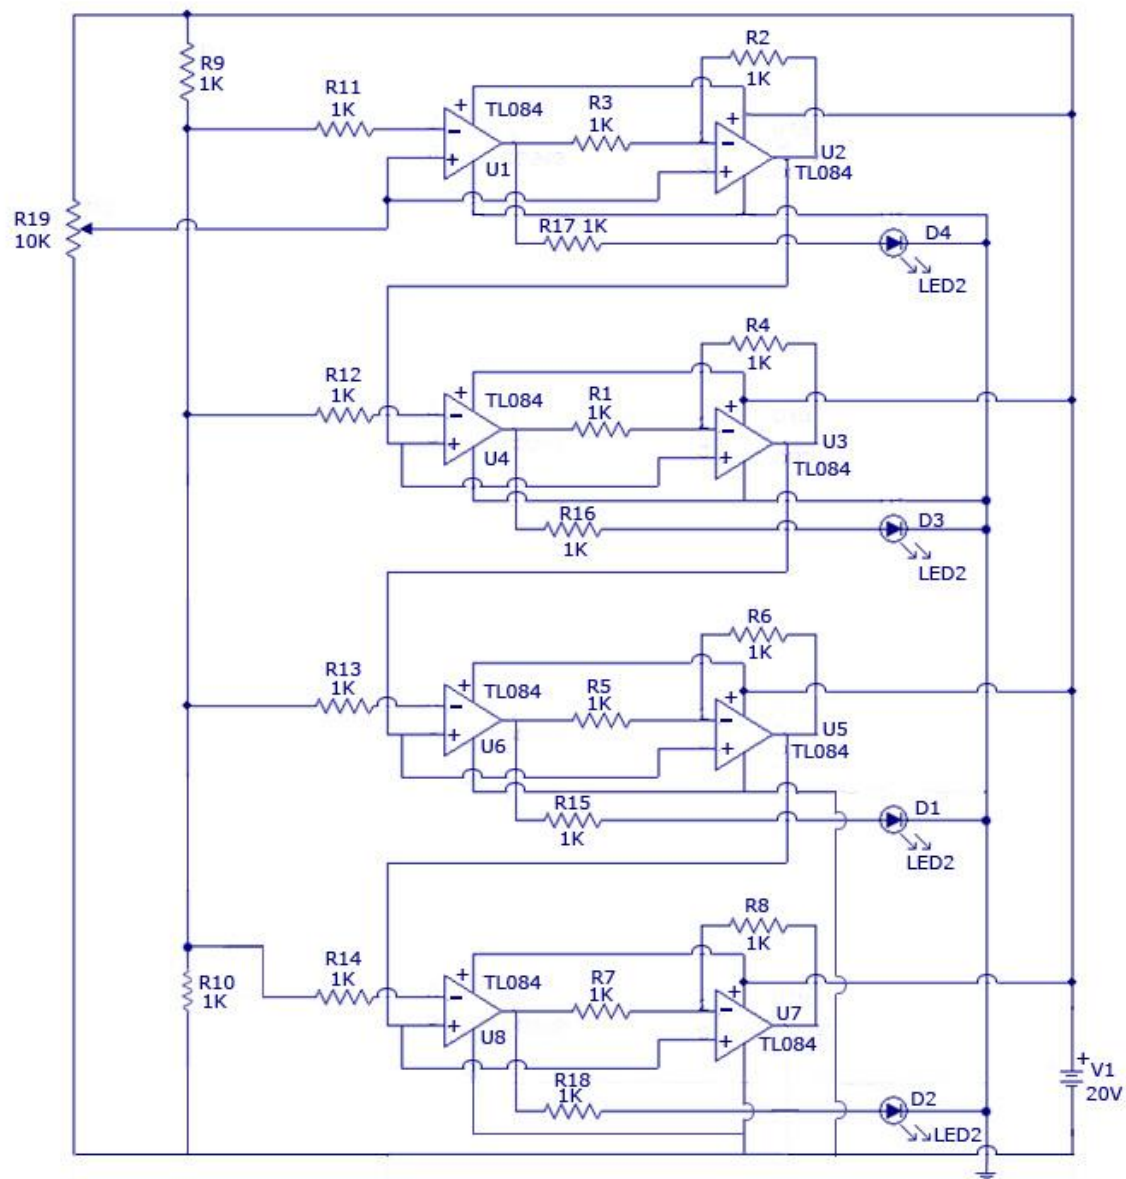 R2
1K
R9
1K
R11
1K
TL084
R3
1K
U1
U2
TL084
R19
10K
R17 1K
D4
LED2
R4
1K
R12
1K
TL084
R1
1K
U4
U3
TL084
R16
1K
D3
LED2
R6
1K
R13
1K
TL084
R5
1K
U6
U5
TL084
R15
1K
D1
LED2
R8
1K
R14
1K
TL084
R7
1K
R10
1K
U8
U7
TL084
R18
1K
D2
LED2
V1
20V